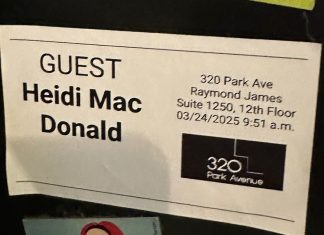 GUEST
Heidi Mac
Donald
320 Park Ave
Raymond James
Suite 1250, 12th Floor
03/24/2025 9:51 a.m.
320
Park Avenue